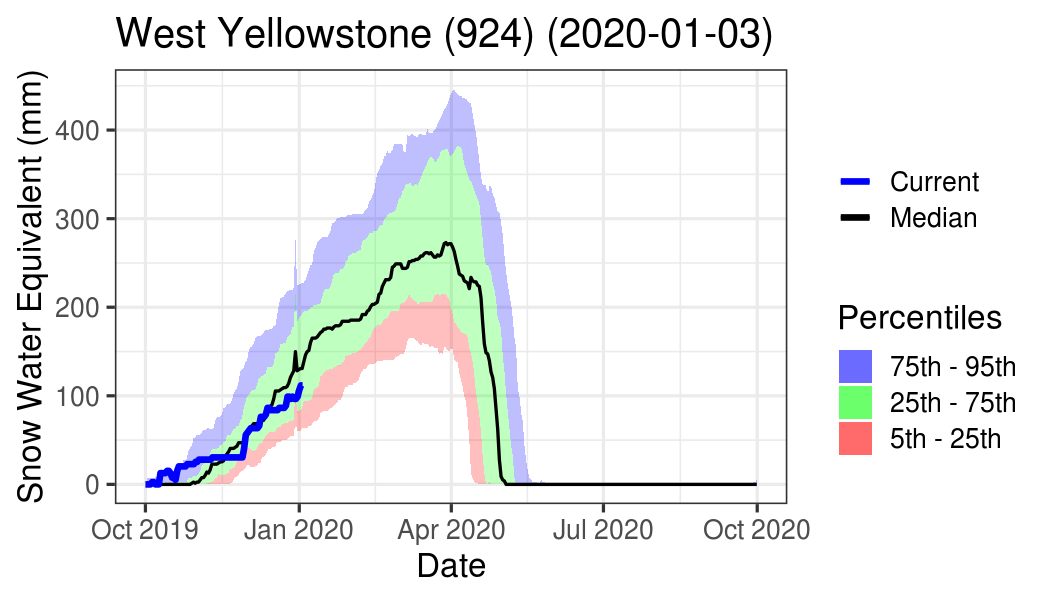 West Yellowstone (924) (2020-01-03)
Snow Water Equivalent (mm)
400
300
200
100
0
Oct 2019 Jan 2020 Apr 2020 Jul 2020 Oct 2020
Date
Current
Median
Percentiles
75th - 95th
25th - 75th
5th - 25th